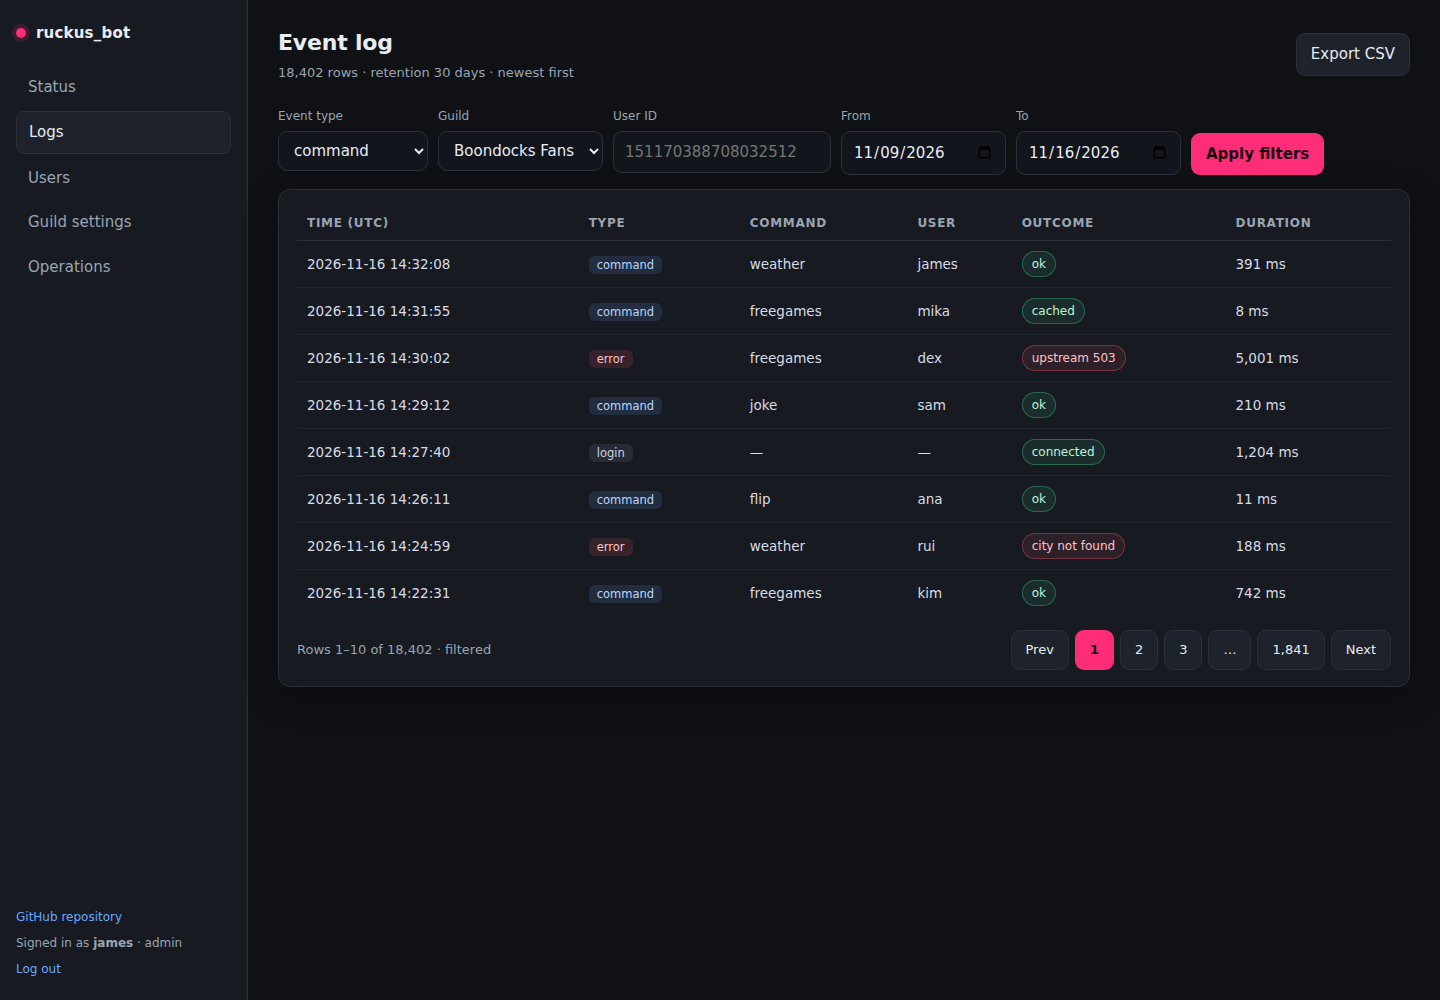 ruckus_bot
Status
Logs
Users
Guild settings
Operations
GitHub repository
Signed in as james · admin
Log out
Event log
18,402 rows · retention 30 days · newest first
Export CSV
Event type Guild User ID From To
command Boondocks Fans 151170388708032512 11/09/2026 11/16/2026 Apply filters
TIME (UTC) TYPE COMMAND USER OUTCOME DURATION
2026-11-16 14:32:08 command weather james ok 391 ms
2026-11-16 14:31:55 command freegames mika cached 8 ms
2026-11-16 14:30:02 error freegames dex upstream 503 5,001 ms
2026-11-16 14:29:12 command joke sam ok 210 ms
2026-11-16 14:27:40 login — — connected 1,204 ms
2026-11-16 14:26:11 command flip ana ok 11 ms
2026-11-16 14:24:59 error weather rui city not found 188 ms
2026-11-16 14:22:31 command freegames kim ok 742 ms
Rows 1–10 of 18,402 · filtered Prev 1 2 3 … 1,841 Next